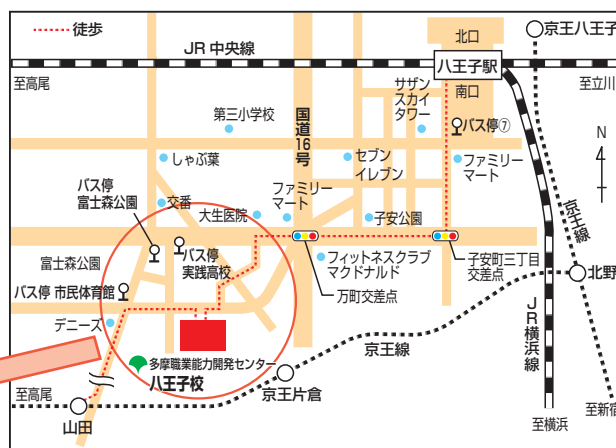 徒歩
北口
京王八王子
JR中央線
八王子駅
至高尾
サザン
スカイ
タワー
南口
至立川
第三小学校
国道16号
バス停⑦
N
しゃぶ葉
セブン
イレブン
ファミリー
マート
バス停
富士森公園
交番
大生医院
ファミリー
マート
子安公園
京王線
富士森公園
バス停
実践高校
フィットネスクラブ
マクドナルド
子安町三丁目
交差点
バス停 市民体育館
万町交差点
北野
デニーズ
JR横浜線
京王線
多摩職業能力開発センター
八王子校
至高尾
京王片倉
山田
至横浜
至新宿